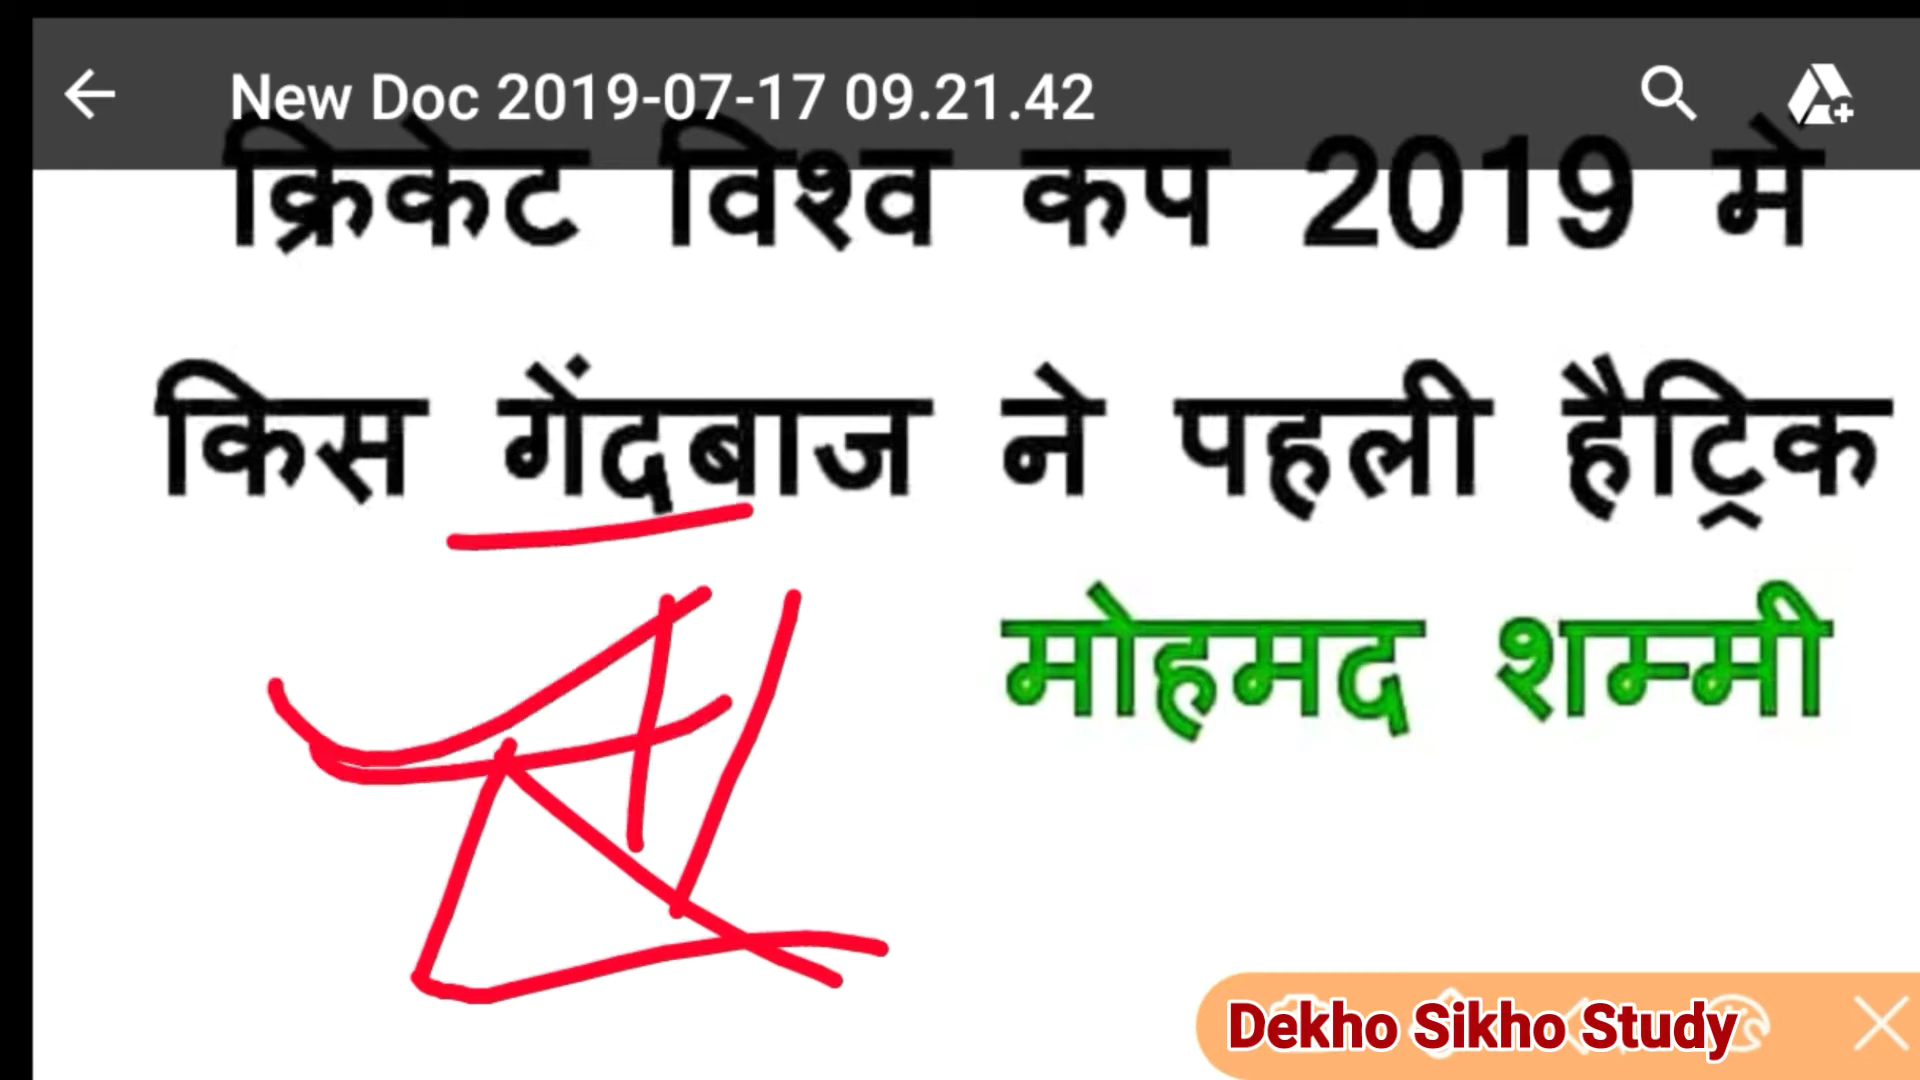 New Doc 2019-07-17 09.21.42
क्रिकेट विश्व कप 2019 में
किस गेंदबाज ने पहली हैट्रिक
मोहमद शम्मी
Dekho Sikho Study